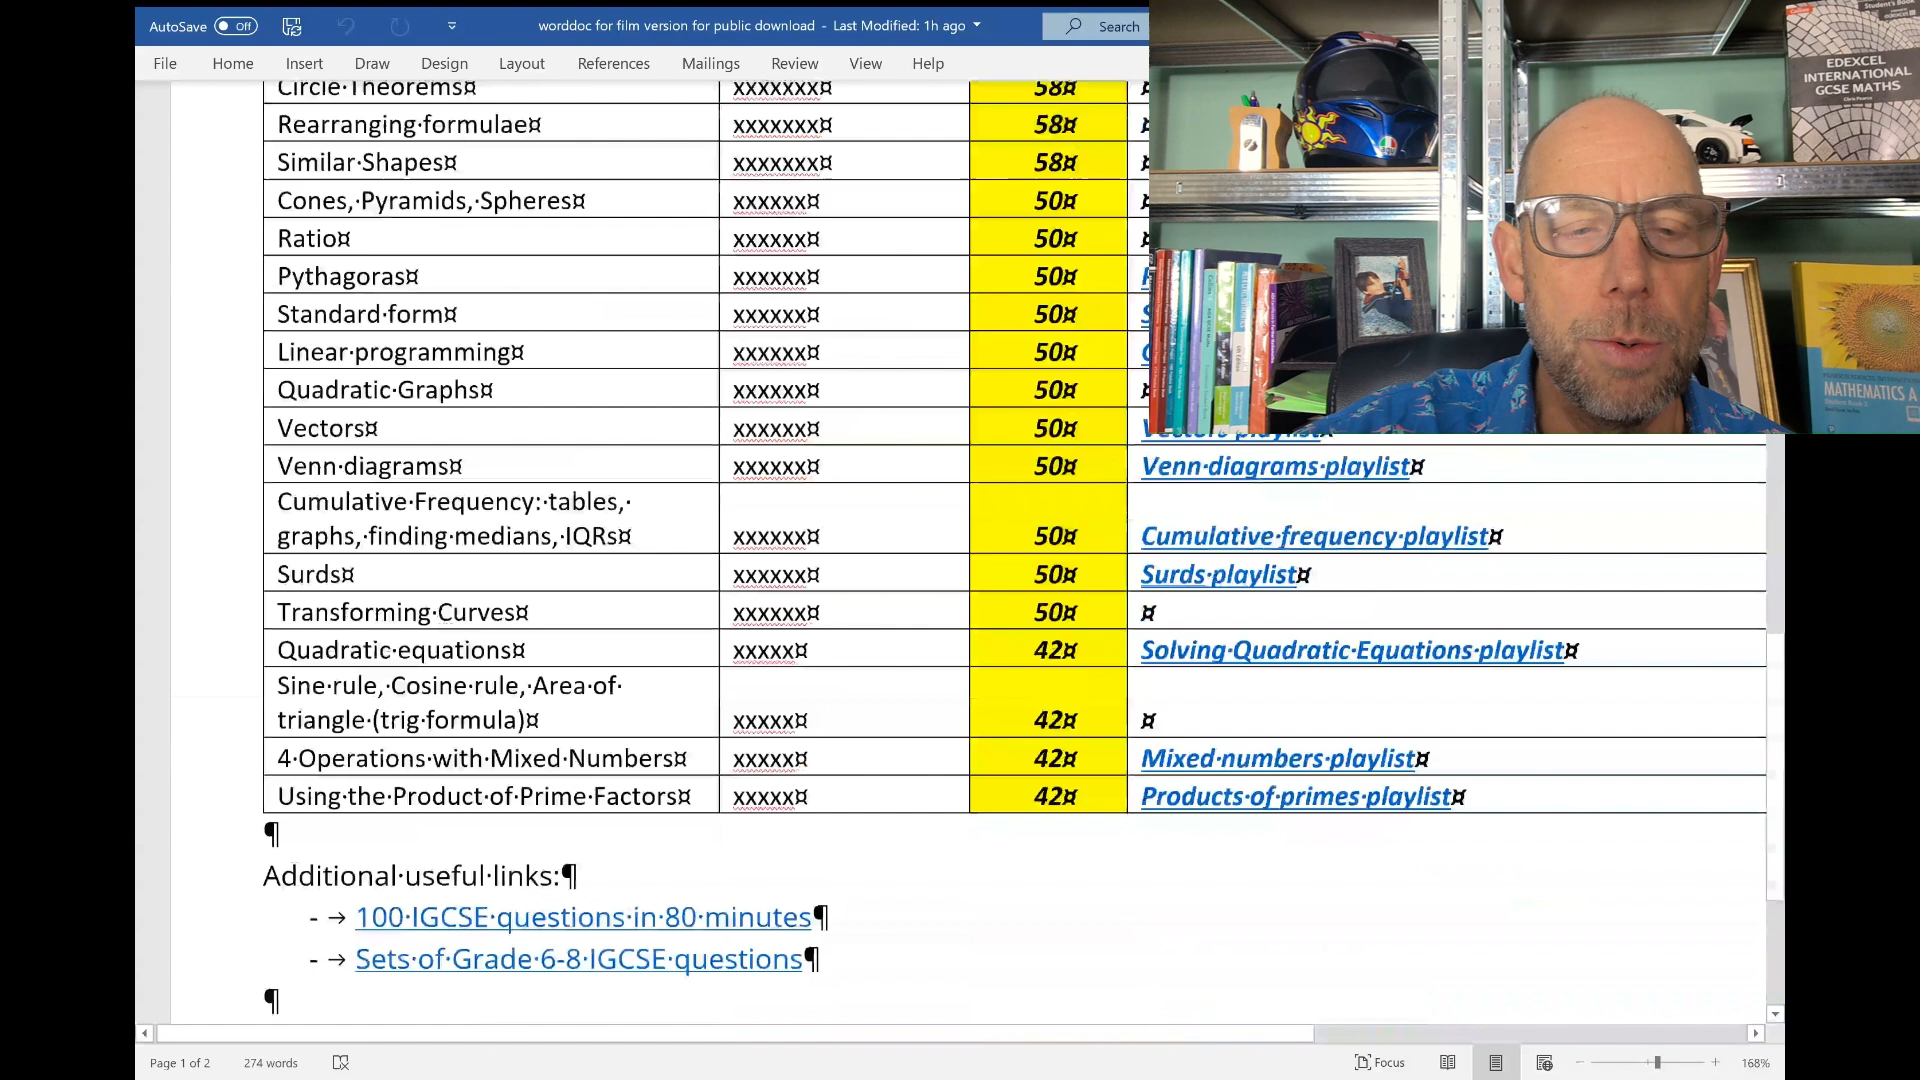 AutoSave Off worddoc for film version for public download - Last Modified: 1h ago Search
File Home Insert Draw Design Layout References Mailings Review View Help
Circle·Theorems¤ xxxxxxx¤ 58¤ ¤
Rearranging·formulae¤ xxxxxxx¤ 58¤ ¤
Similar·Shapes¤ xxxxxxx¤ 58¤ ¤
Cones,·Pyramids,·Spheres¤ xxxxxx¤ 50¤ ¤
Ratio¤ xxxxxx¤ 50¤ ¤
Pythagoras¤ xxxxxx¤ 50¤
Standard·form¤ xxxxxx¤ 50¤
Linear·programming¤ xxxxxx¤ 50¤
Quadratic·Graphs¤ xxxxxx¤ 50¤ ¤
Vectors¤ xxxxxx¤ 50¤ Vectors·playlist¤
Venn·diagrams¤ xxxxxx¤ 50¤ Venn·diagrams·playlist¤
Cumulative·Frequency:·tables,·
graphs,·finding·medians,·IQRs¤ xxxxxx¤ 50¤ Cumulative·frequency·playlist¤
Surds¤ xxxxxx¤ 50¤ Surds·playlist¤
Transforming·Curves¤ xxxxxx¤ 50¤ ¤
Quadratic·equations¤ xxxxx¤ 42¤ Solving·Quadratic·Equations·playlist¤
Sine·rule,·Cosine·rule,·Area·of·
triangle·(trig·formula)¤ xxxxx¤ 42¤ ¤
4·Operations·with·Mixed·Numbers¤ xxxxx¤ 42¤ Mixed·numbers·playlist¤
Using·the·Product·of·Prime·Factors¤ xxxxx¤ 42¤ Products·of·primes·playlist¤
¶
Additional·useful·links:¶
- → 100·IGCSE·questions·in·80·minutes¶
- → Sets·of·Grade·6-8·IGCSE·questions¶
¶
Page 1 of 2 274 words Focus 168%
Collins
Student's Book
EDEXCEL
INTERNATIONAL
GCSE MATHS
Chris Pearce
MATHEMATICS A